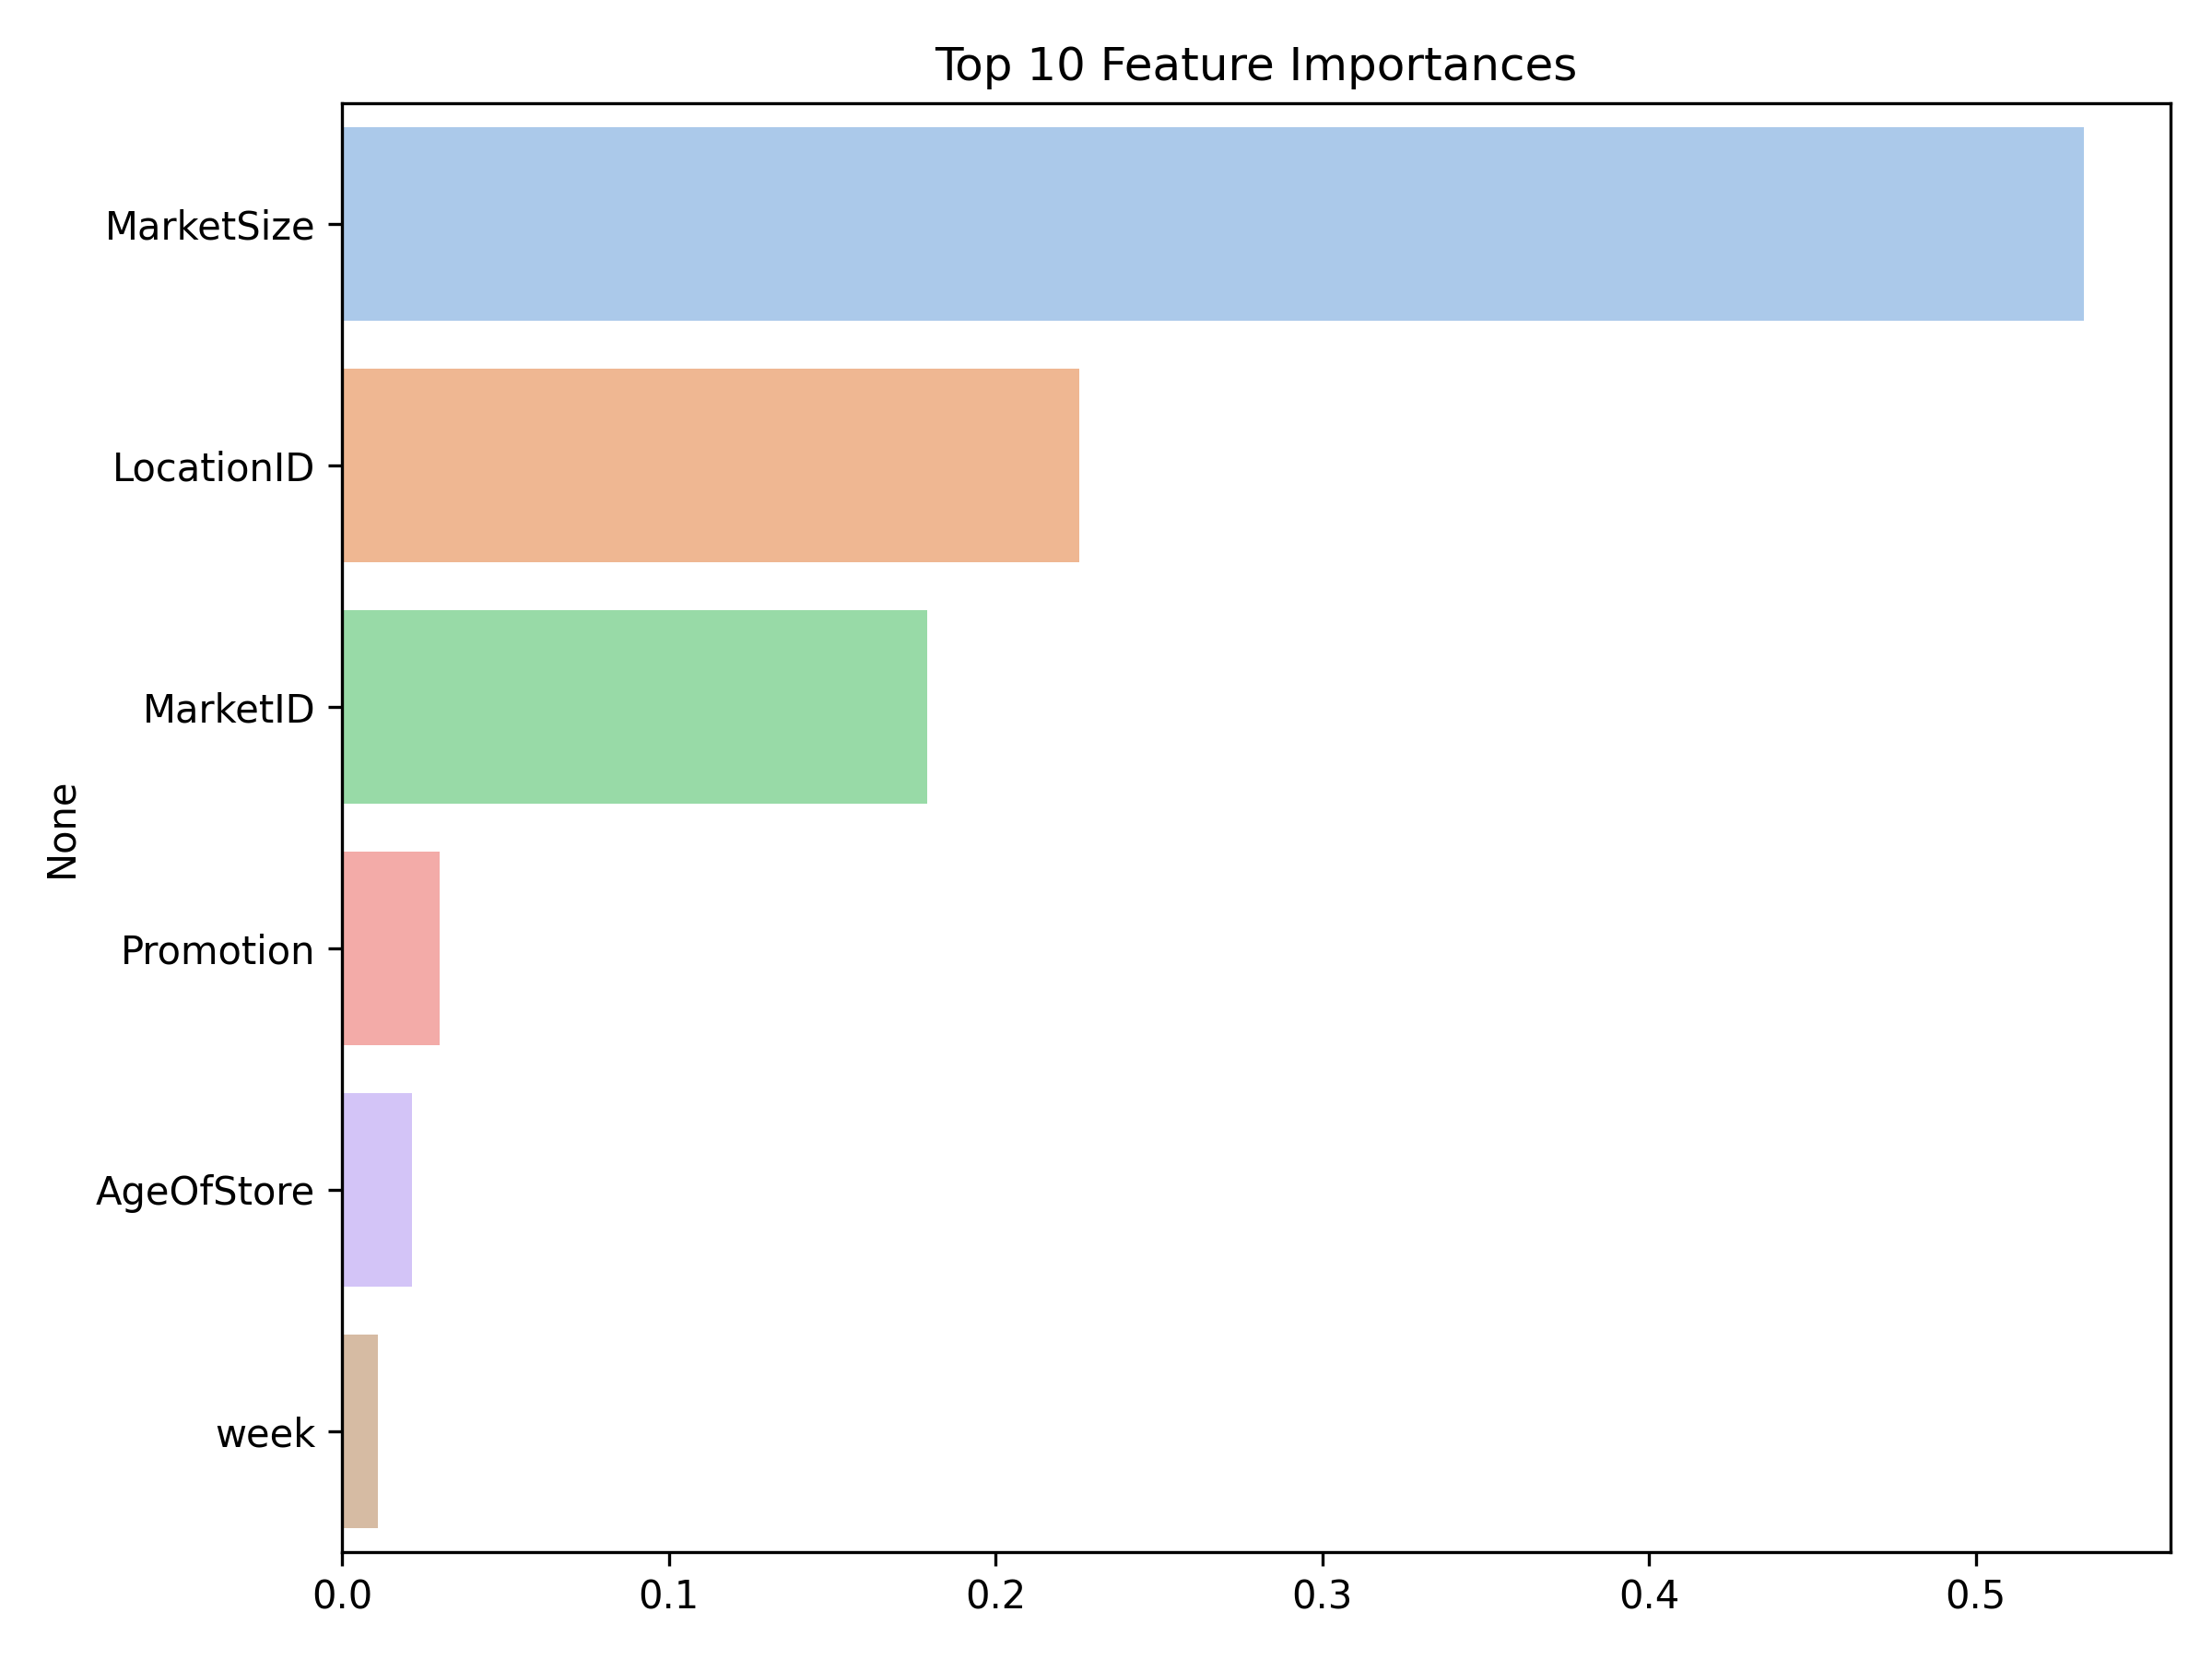 Top 10 Feature Importances
None
MarketSize
LocationID
MarketID
Promotion
AgeOfStore
week
0.0 0.1 0.2 0.3 0.4 0.5